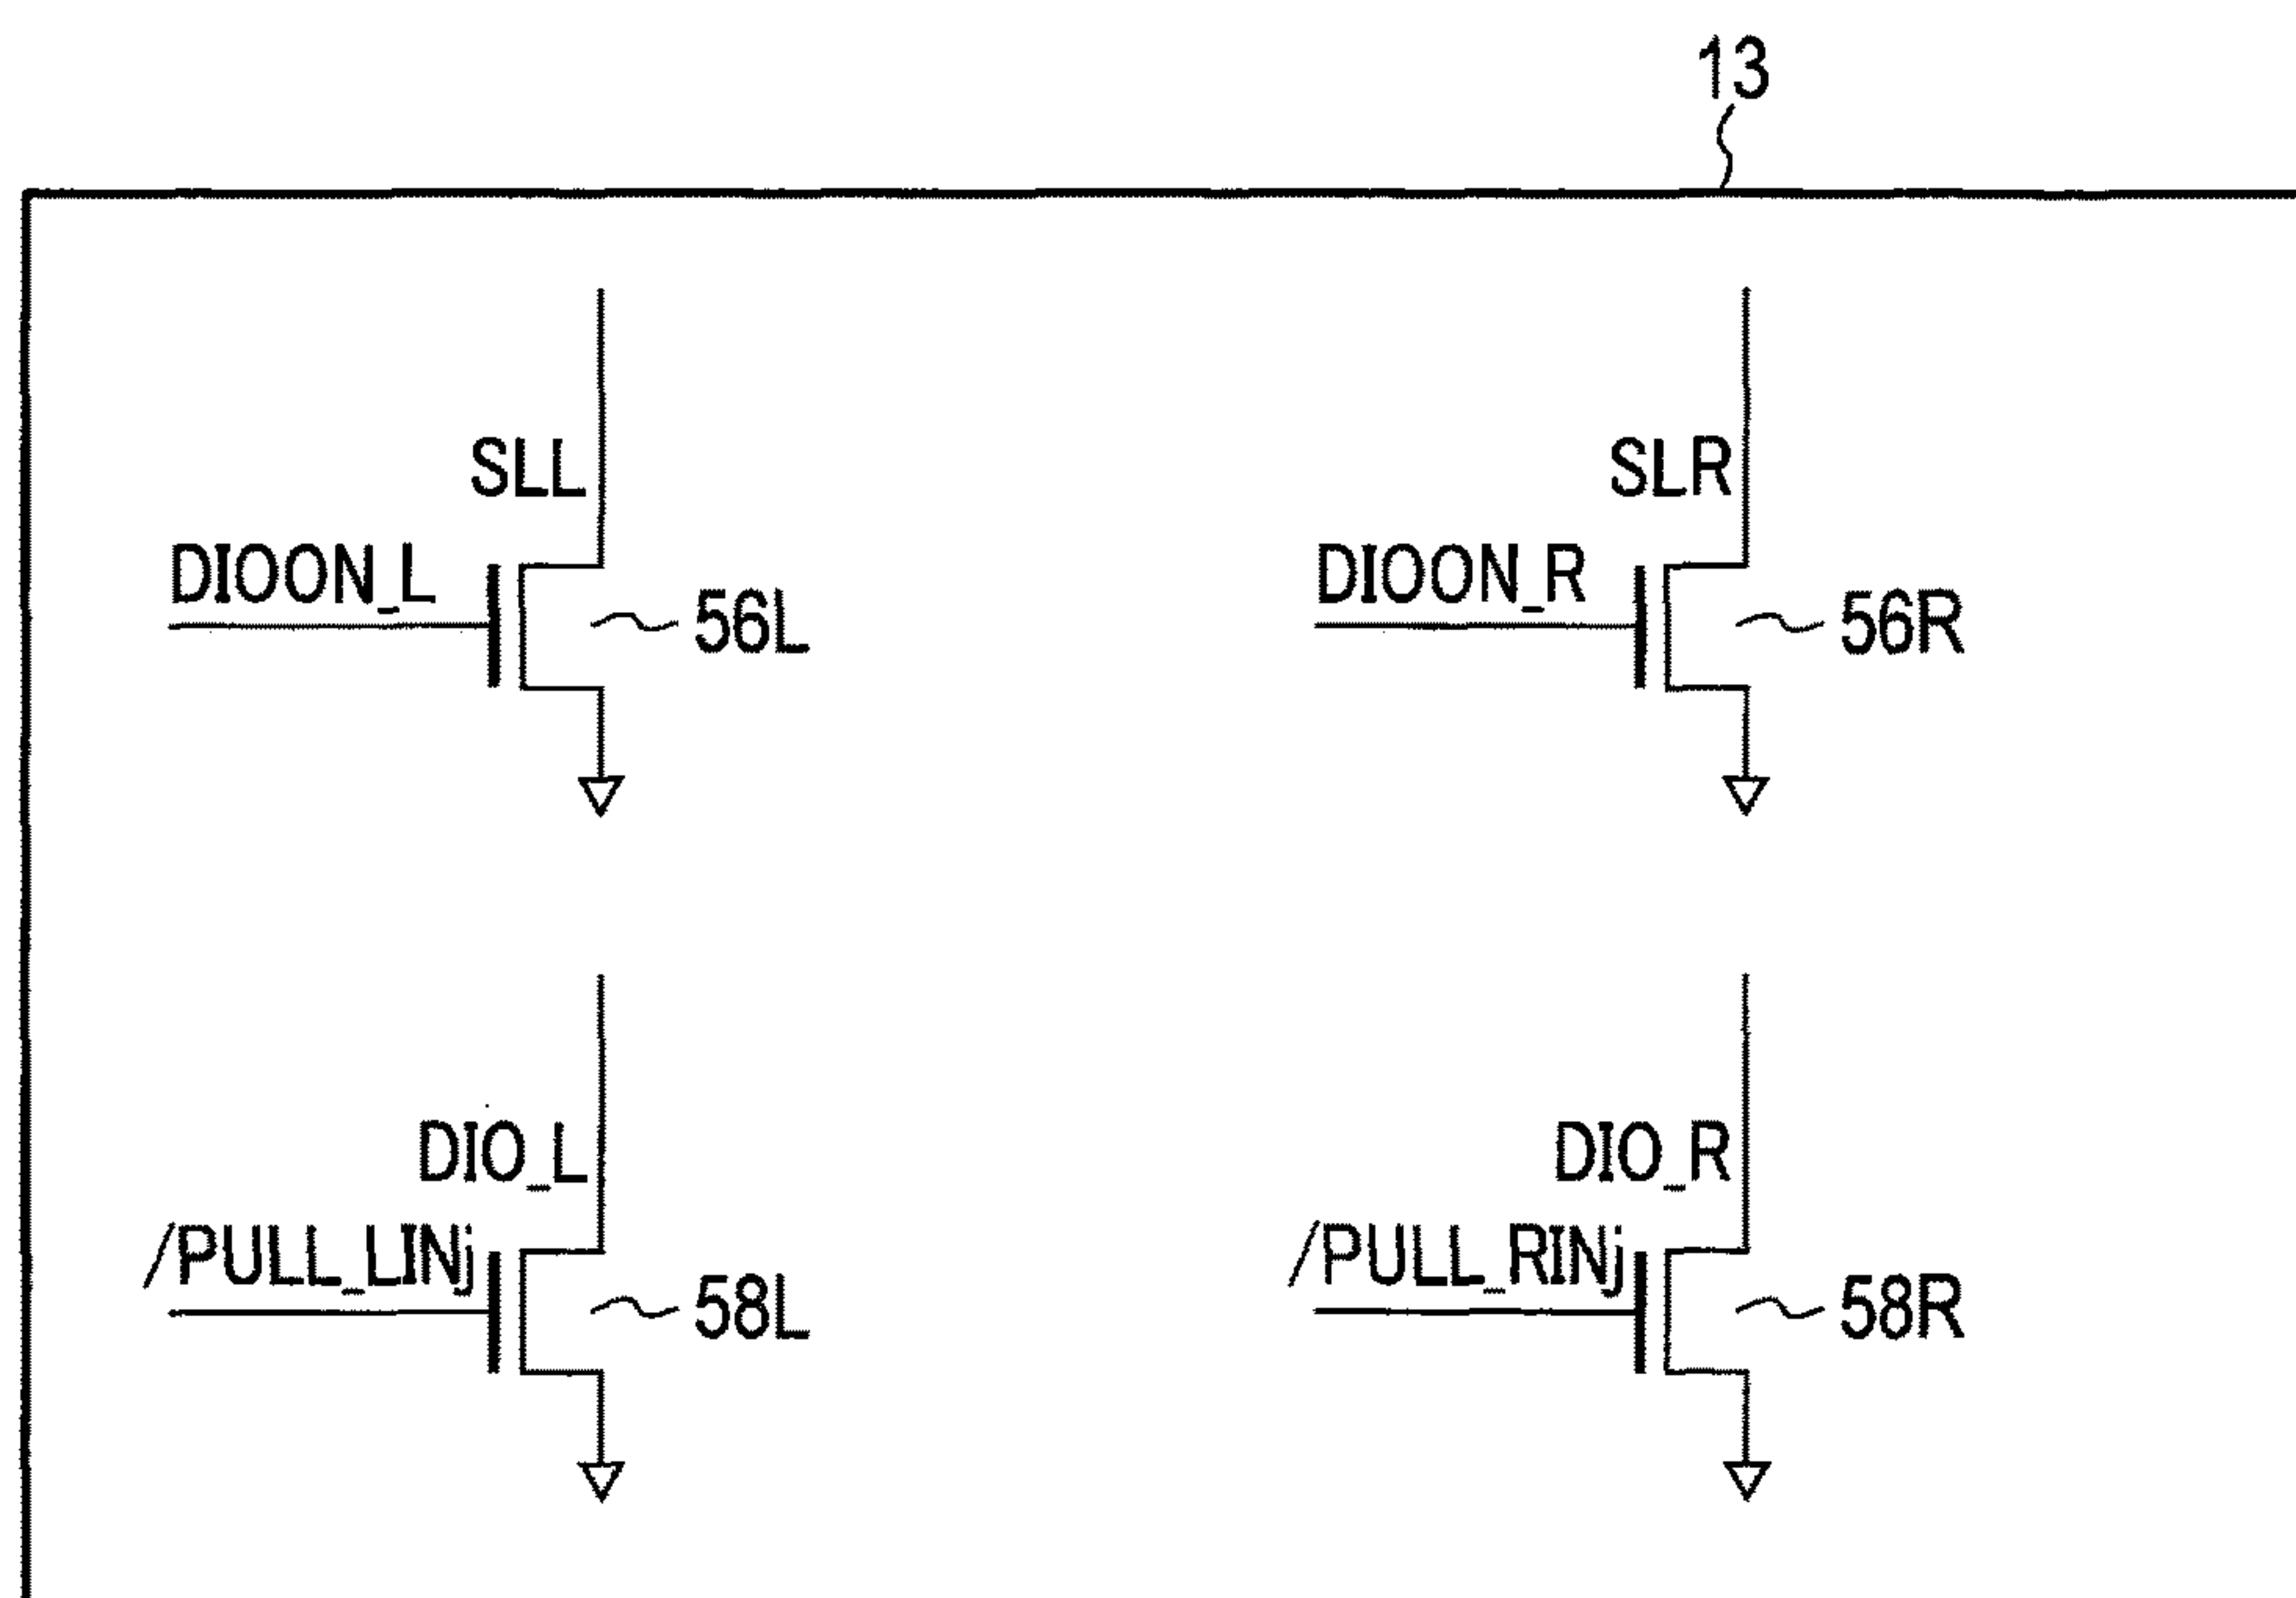 13
SLL
SLR
DIOON_L
56L
DIOON_R
56R
DIO_L
DIO_R
/PULL_LINj
58L
/PULL_RINj
58R